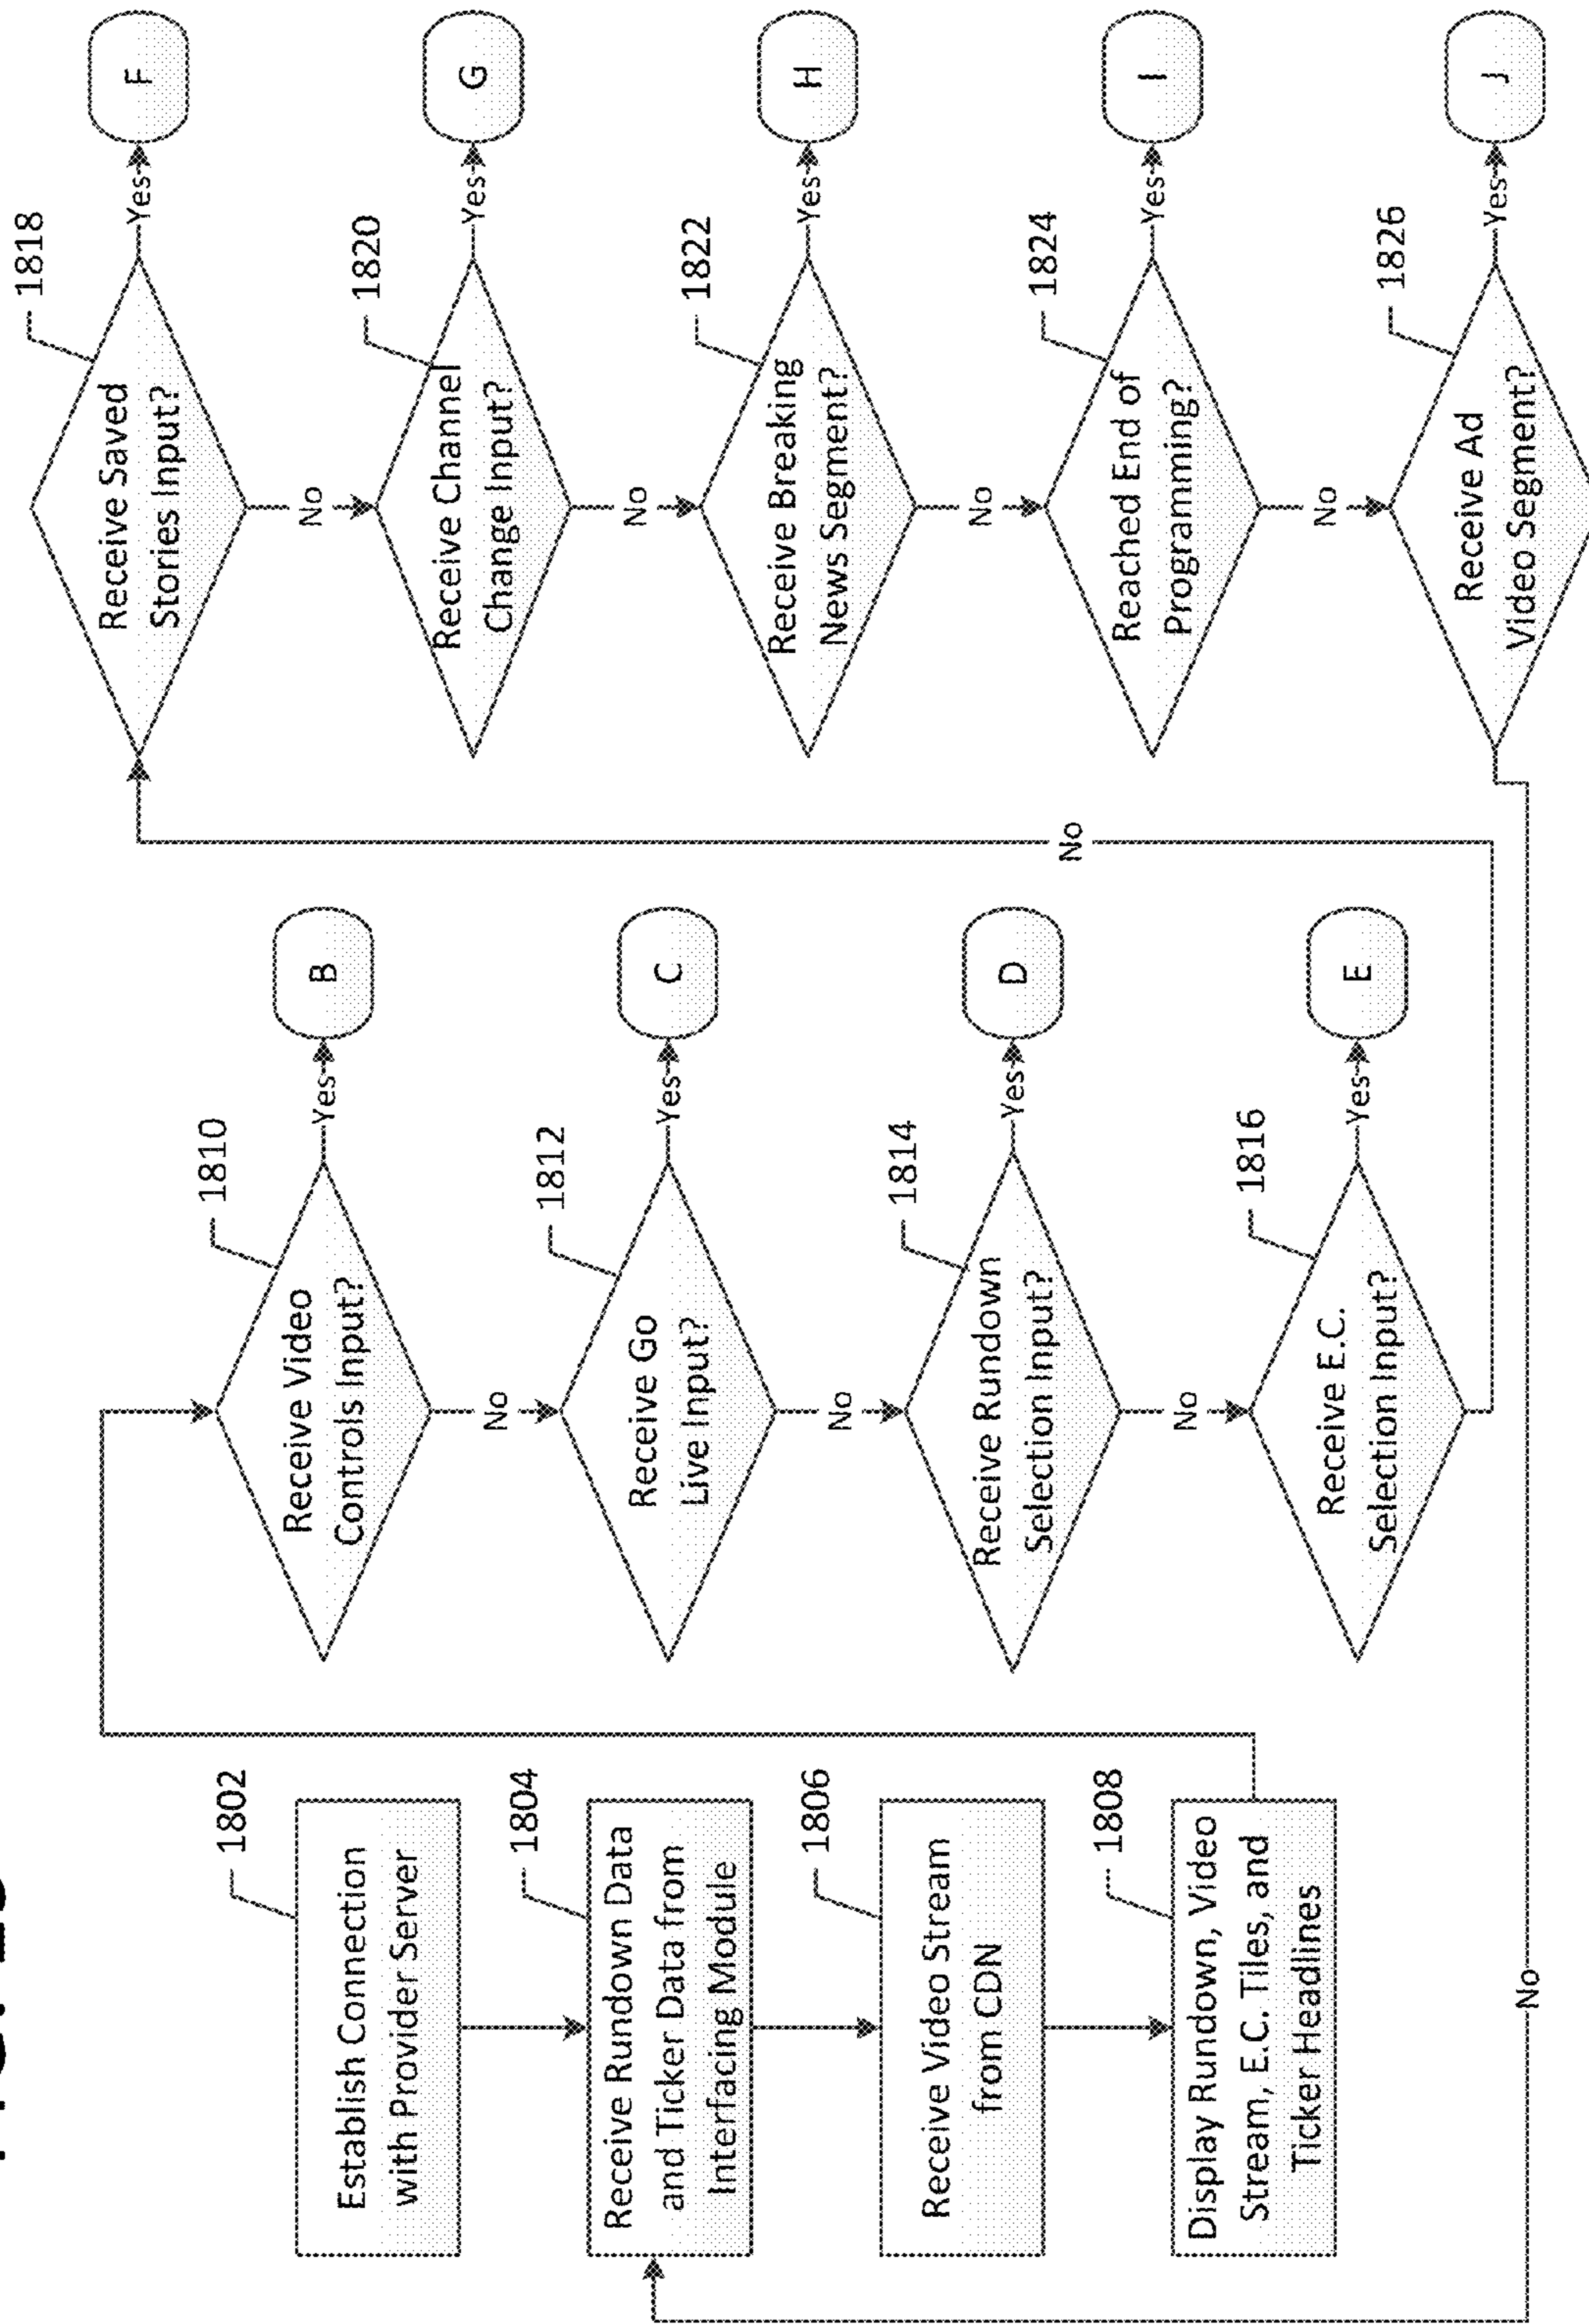 1802
Establish Connection
with Provider Server
1804
Receive Rundown Data
and Ticker Data from
Interfacing Module
1806
Receive Video Stream
from CDN
1808
Display Rundown, Video
Stream, E.C. Tiles, and
Ticker Headlines
1810
Receive Video
Controls Input?
Yes
B
No
1812
Receive Go
Live Input?
Yes
C
No
1814
Receive Rundown
Selection Input?
Yes
D
No
1816
Receive E.C.
Selection Input?
Yes
E
No
1818
Receive Saved
Stories Input?
Yes
F
No
1820
Receive Channel
Change Input?
Yes
G
No
1822
Receive Breaking
News Segment?
Yes
H
No
1824
Reached End of
Programming?
Yes
I
No
1826
Receive Ad
Video Segment?
Yes
J
No